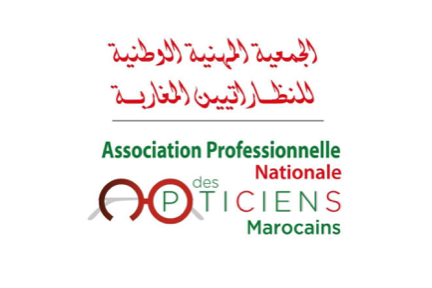 الجمعية المهنية الوطنية
للنظاراتيين المغاربة
Association Professionnelle
Nationale
des
OPTICIENS
Marocains